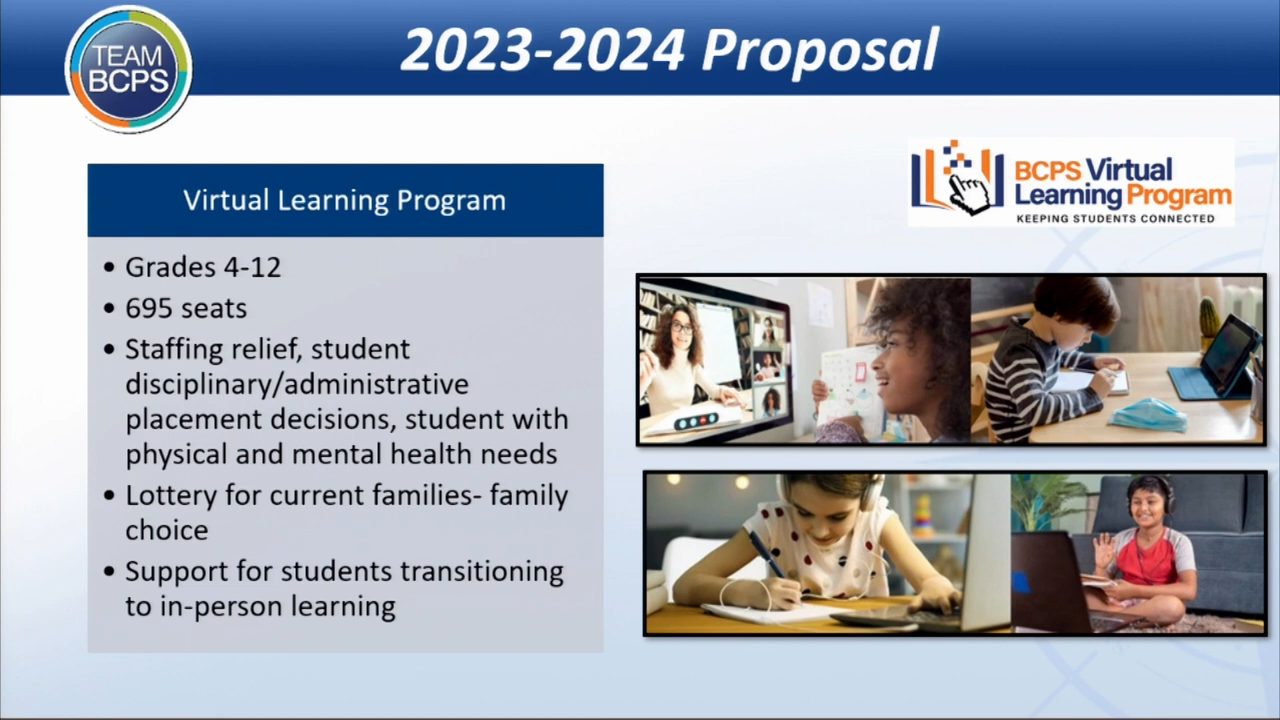 TEAM
BCPS
2023-2024 Proposal
BCPS Virtual
Learning Program
KEEPING STUDENTS CONNECTED
Virtual Learning Program
• Grades 4-12
• 695 seats
• Staffing relief, student
disciplinary/administrative
placement decisions, student with
physical and mental health needs
• Lottery for current families- family
choice
• Support for students transitioning
to in-person learning